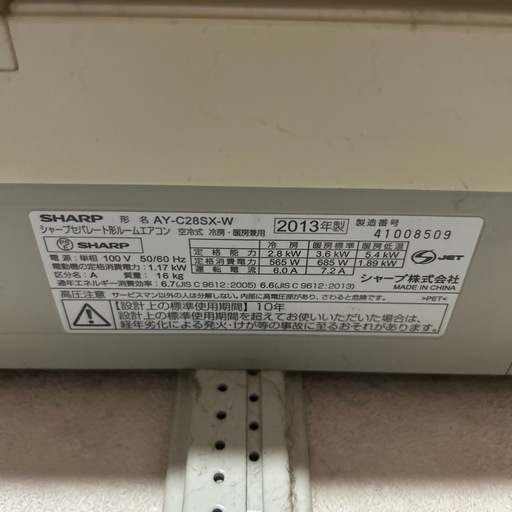 SHARP 形名 AY-C28SX-W 2013年製 製造番号 41008509
シャープセパレート形ルームエアコン 空冷式 冷房・暖房兼用
PSE SHARP
冷房 暖房標準 暖房低温
定格能力 2.8 kW 3.6 kW 5.4 kW
定格消費電力 565 W 685 W 1.89 kW
運転電流 6.0 A 7.2 A
電源:単相 100 V 50/60 Hz
電動機の定格消費電力:1.17 kW
区分名:A 質量:16 kg
通年エネルギー消費効率:6.7(JIS C 9612:2005) 6.6(JIS C 9612:2013)
JET
シャープ株式会社
MADE IN CHINA
高圧注意 サービスマン以外の人は分解しない。内部に高電圧部があり、さわると危険です。 >PET<
【設計上の標準使用期間】10年
設計上の標準使用期間を超えてお使いいただいた場合は、
経年劣化による発火・けが等の事故に至るおそれがあります。